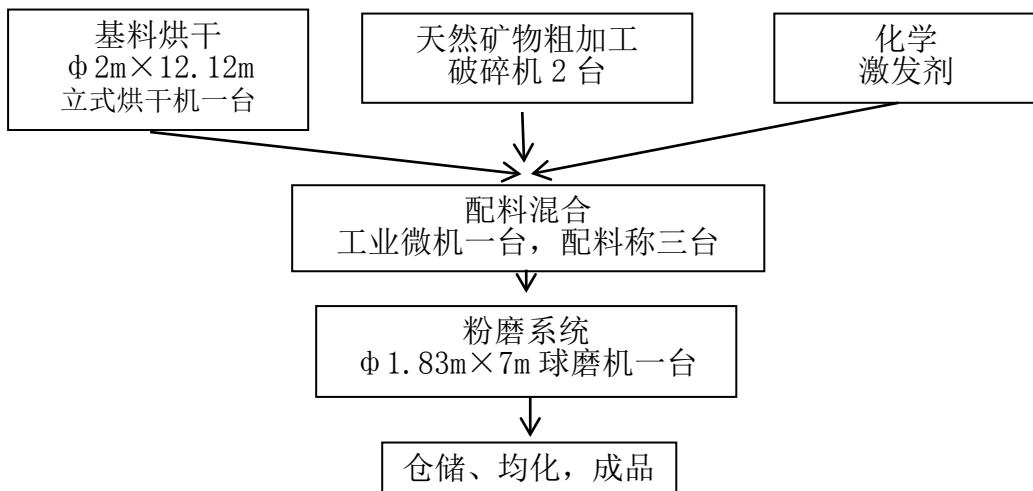 基料烘干
φ2m×12.12m
立式烘干机一台
天然矿物粗加工
破碎机 2 台
化学
激发剂
配料混合
工业微机一台，配料称三台
粉磨系统
φ1.83m×7m 球磨机一台
仓储、均化，成品